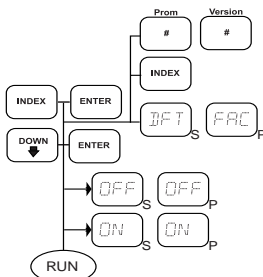 Prom Version
# #
INDEX
INDEX ENTER
DFT S FAC P
DOWN ENTER
OFF S OFF P
ON S ON P
RUN